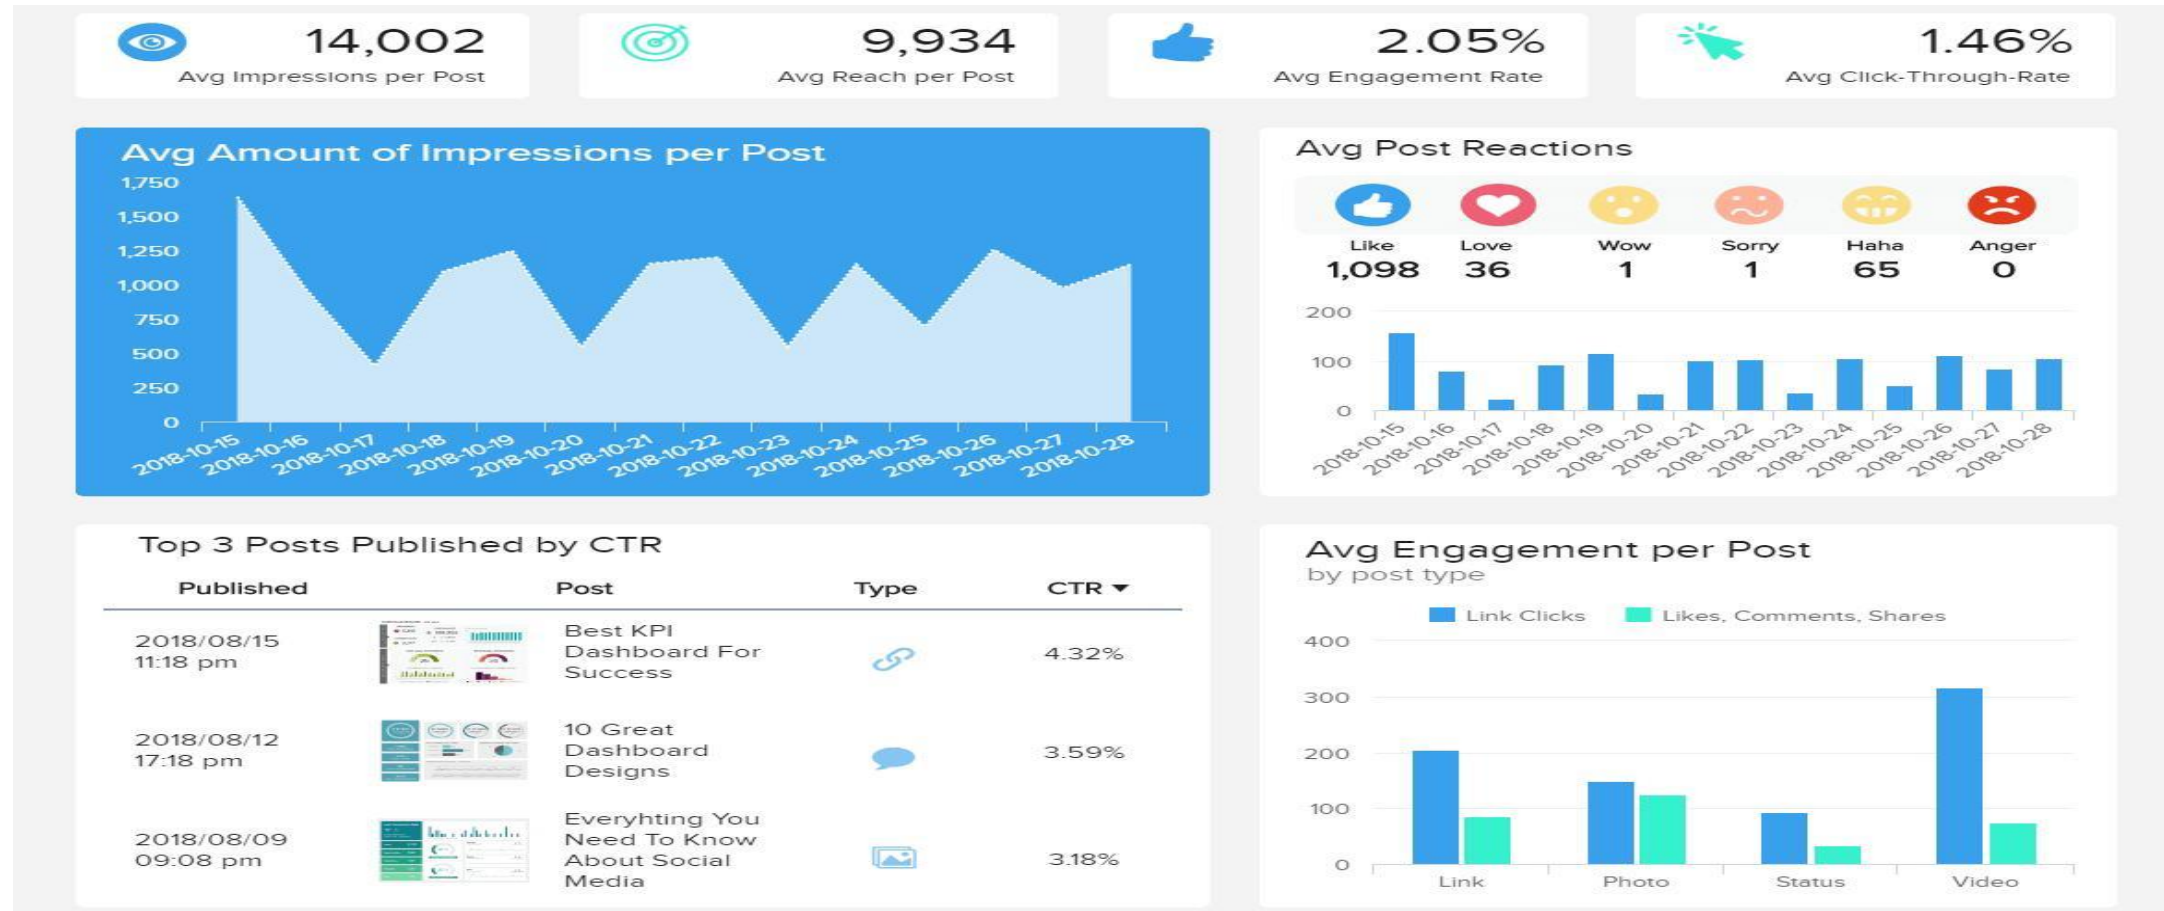 14,002
Avg Impressions per Post
9,934
Avg Reach per Post
2.05%
Avg Engagement Rate
1.46%
Avg Click-Through-Rate
Avg Amount of Impressions per Post
1,750
1,500
1,250
1,000
750
500
250
0
2018-10-15
2018-10-16
2018-10-17
2018-10-18
2018-10-19
2018-10-20
2018-10-21
2018-10-22
2018-10-23
2018-10-24
2018-10-25
2018-10-26
2018-10-27
2018-10-28
Avg Post Reactions
Like Love Wow Sorry Haha Anger
1,098 36 1 1 65 0
200
100
0
2018-10-15
2018-10-16
2018-10-17
2018-10-18
2018-10-19
2018-10-20
2018-10-21
2018-10-22
2018-10-23
2018-10-24
2018-10-25
2018-10-26
2018-10-27
2018-10-28
Top 3 Posts Published by CTR
Published Post Type CTR
2018/08/15
11:18 pm
Best KPI
Dashboard For
Success
4.32%
2018/08/12
17:18 pm
10 Great
Dashboard
Designs
3.59%
2018/08/09
09:08 pm
Everyhting You
Need To Know
About Social
Media
3.18%
Avg Engagement per Post
by post type
Link Clicks Likes, Comments, Shares
400
300
200
100
0
Link Photo Status Video